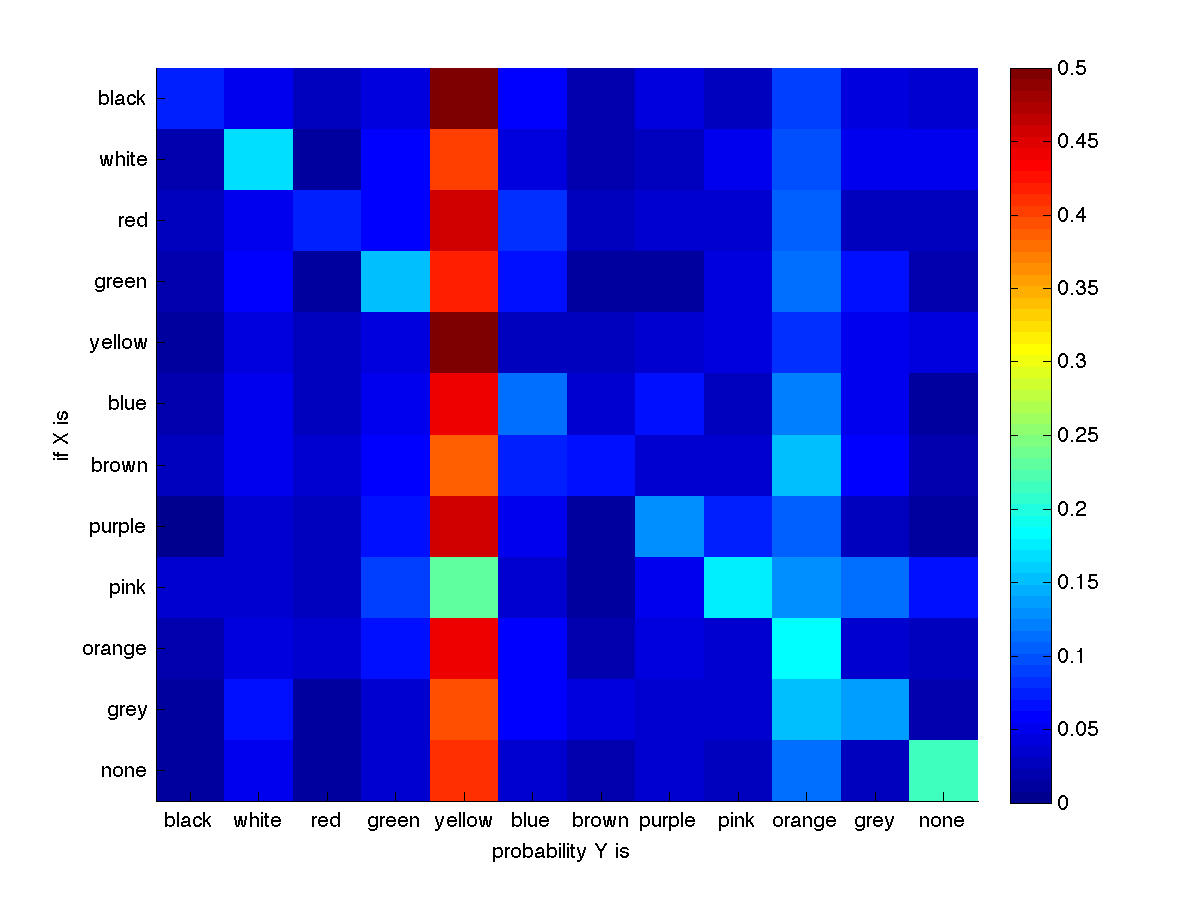 black
white
red
green
yellow
blue
brown
purple
pink
orange
grey
none
if X is
black white red green yellow blue brown purple pink orange grey none
probability Y is
0.5
0.45
0.4
0.35
0.3
0.25
0.2
0.15
0.1
0.05
0